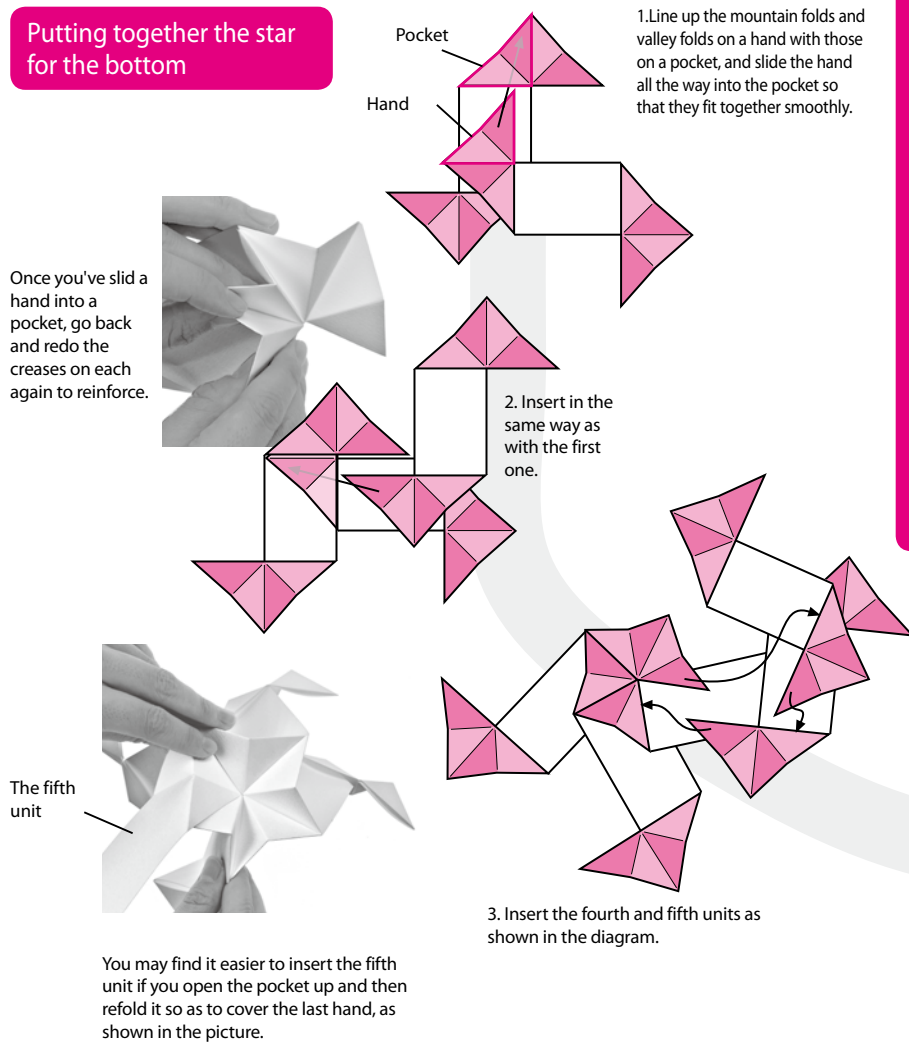 Putting together the star
for the bottom
Pocket
Hand
1.Line up the mountain folds and
valley folds on a hand with those
on a pocket, and slide the hand
all the way into the pocket so
that they fit together smoothly.
Once you've slid a
hand into a
pocket, go back
and redo the
creases on each
again to reinforce.
2. Insert in the
same way as
with the first
one.
The fifth
unit
3. Insert the fourth and fifth units as
shown in the diagram.
You may find it easier to insert the fifth
unit if you open the pocket up and then
refold it so as to cover the last hand, as
shown in the picture.